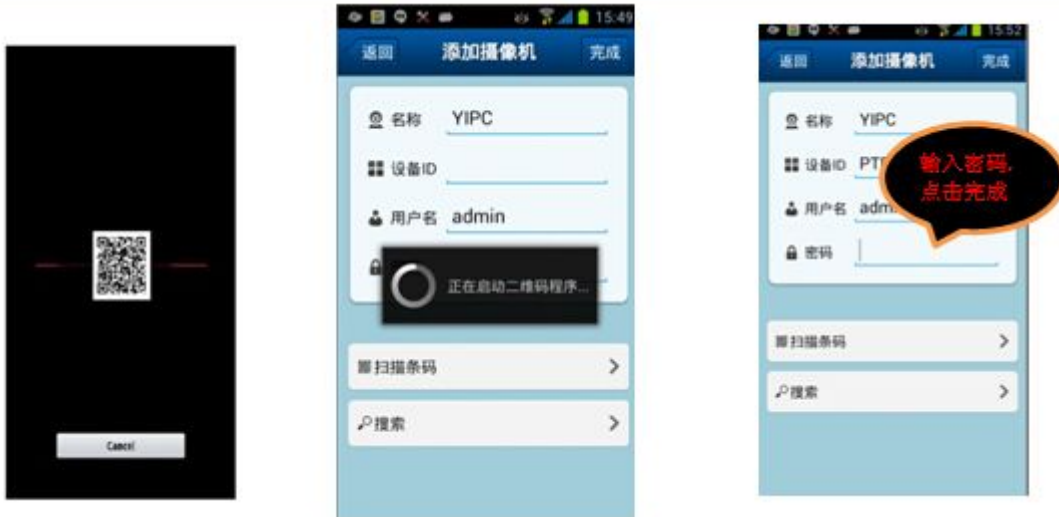 Cancel
15:49
返回 添加摄像机 完成
名称 YIPC
设备ID
用户名 admin
正在启动二维码程序...
扫描条码
搜索
15:52
返回 添加摄像机 完成
名称 YIPC
设备ID
用户名
密码
输入密码,
点击完成
扫描条码
搜索